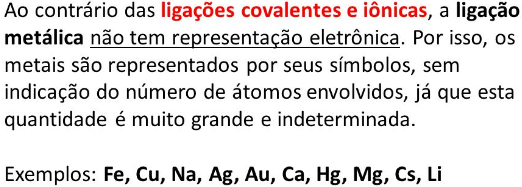 Ao contrário das ligações covalentes e iônicas, a ligação
metálica não tem representação eletrônica. Por isso, os
metais são representados por seus símbolos, sem
indicação do número de átomos envolvidos, já que esta
quantidade é muito grande e indeterminada.
Exemplos: Fe, Cu, Na, Ag, Au, Ca, Hg, Mg, Cs, Li